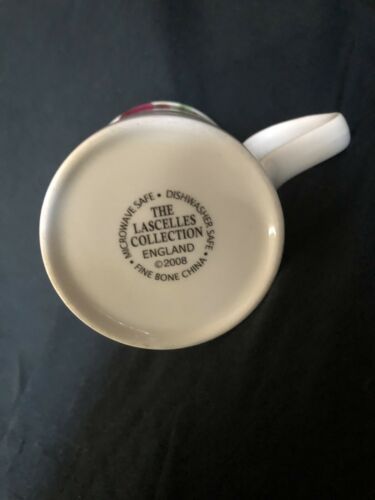 • MICROWAVE SAFE • DISHWASHER SAFE
THE
LASCELLES
COLLECTION
ENGLAND
©2008
• FINE BONE CHINA •